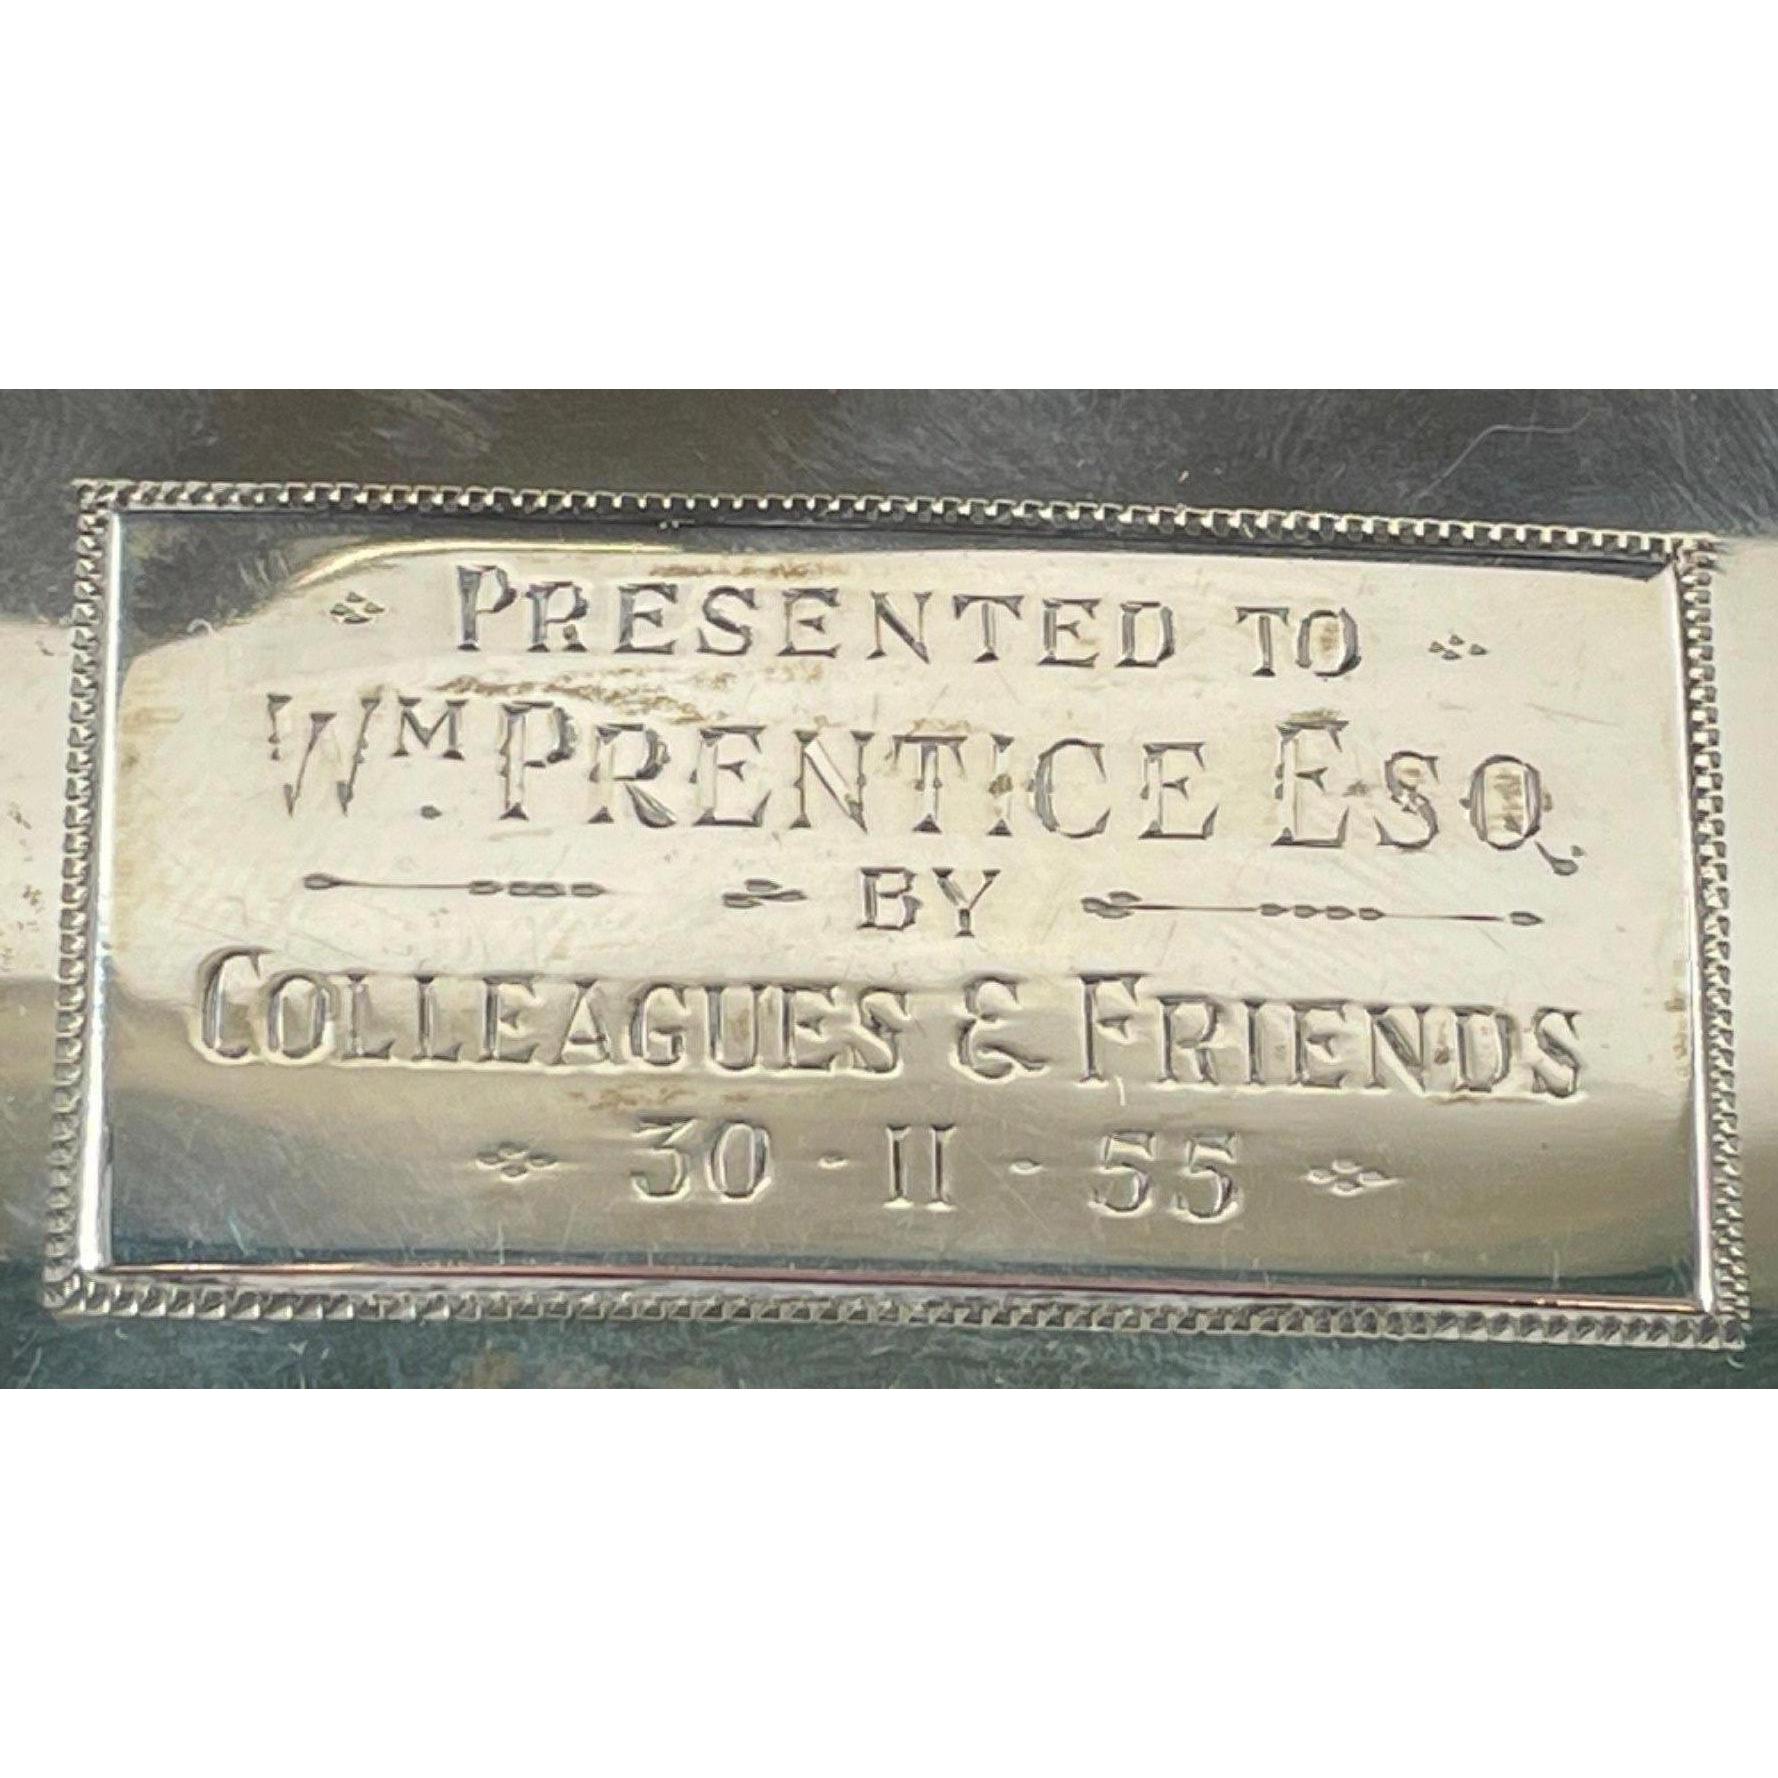 PRESENTED TO
Wᴹ. PRENTICE ESQ.
BY
COLLEAGUES & FRIENDS
30 - 11 - 55